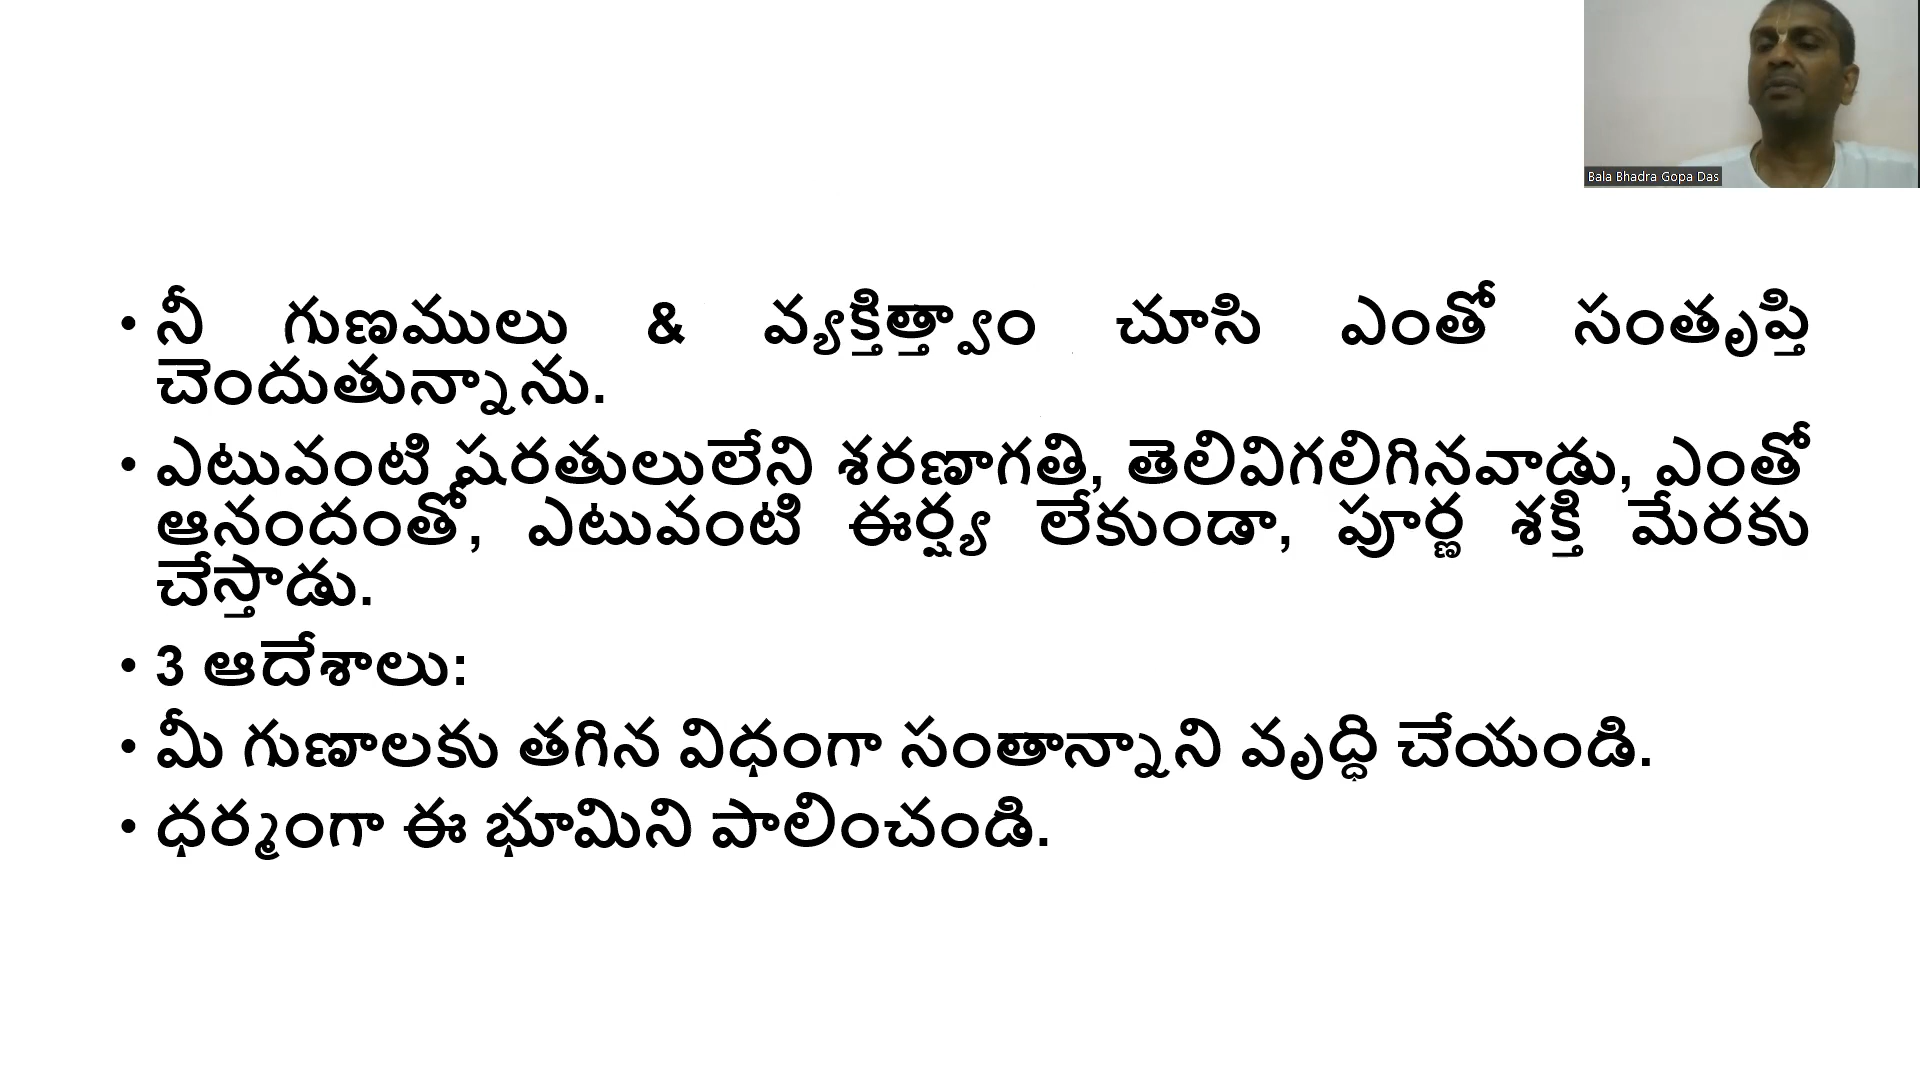 Bala Bhadra Gopa Das
• నీ గుణములు & వ్యక్తిత్త్వాం చూసి ఎంతో సంతృప్తి
చెందుతున్నాను.
• ఎటువంటి షరతులులేని శరణాగతి, తెలివిగలిగినవాడు, ఎంతో
ఆనందంతో, ఎటువంటి ఈర్ష్య లేకుండా, పూర్ణ శక్తి మేరకు
చేస్తాడు.
• 3 ఆదేశాలు:
• మీ గుణాలకు తగిన విధంగా సంతాన్నాని వృద్ధి చేయండి.
• ధర్మంగా ఈ భూమిని పాలించండి.